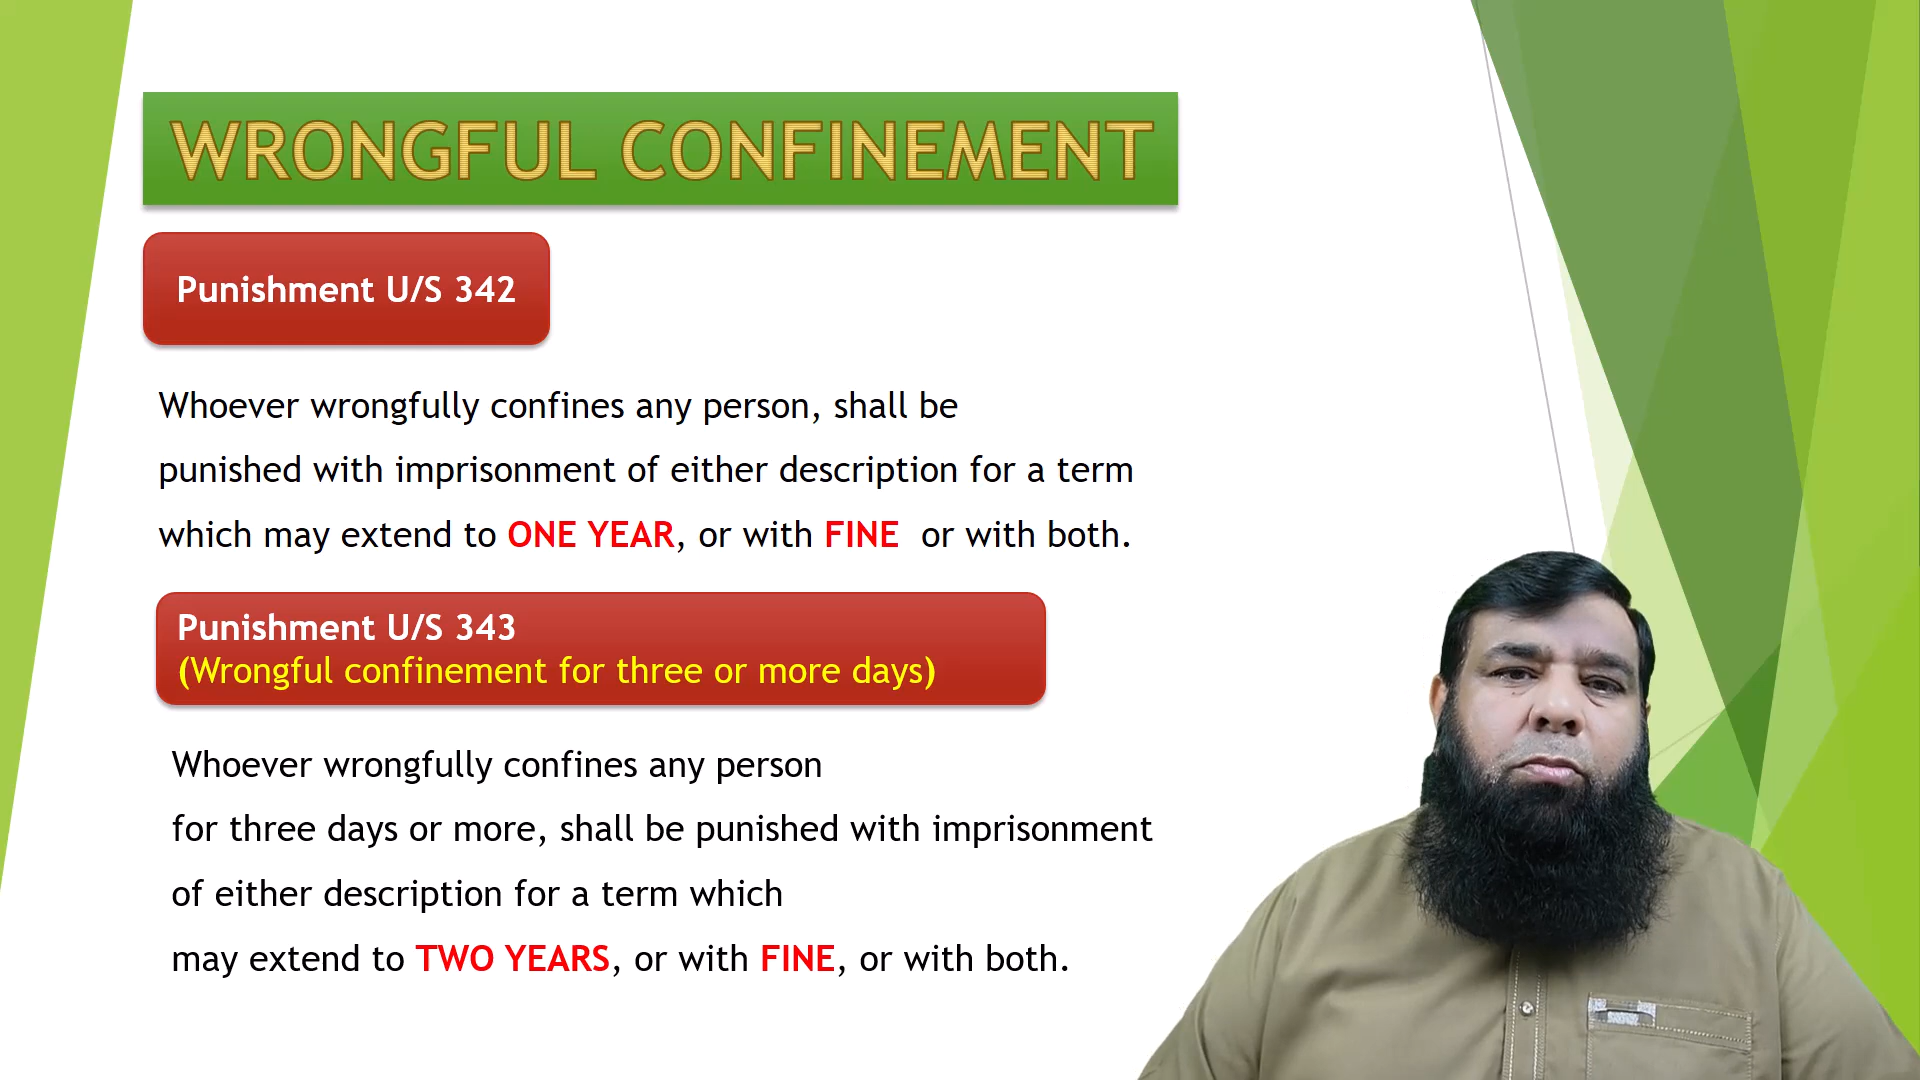 WRONGFUL CONFINEMENT
Punishment U/S 342
Whoever wrongfully confines any person, shall be
punished with imprisonment of either description for a term
which may extend to ONE YEAR, or with FINE  or with both.
Punishment U/S 343
(Wrongful confinement for three or more days)
Whoever wrongfully confines any person
for three days or more, shall be punished with imprisonment
of either description for a term which
may extend to TWO YEARS, or with FINE, or with both.